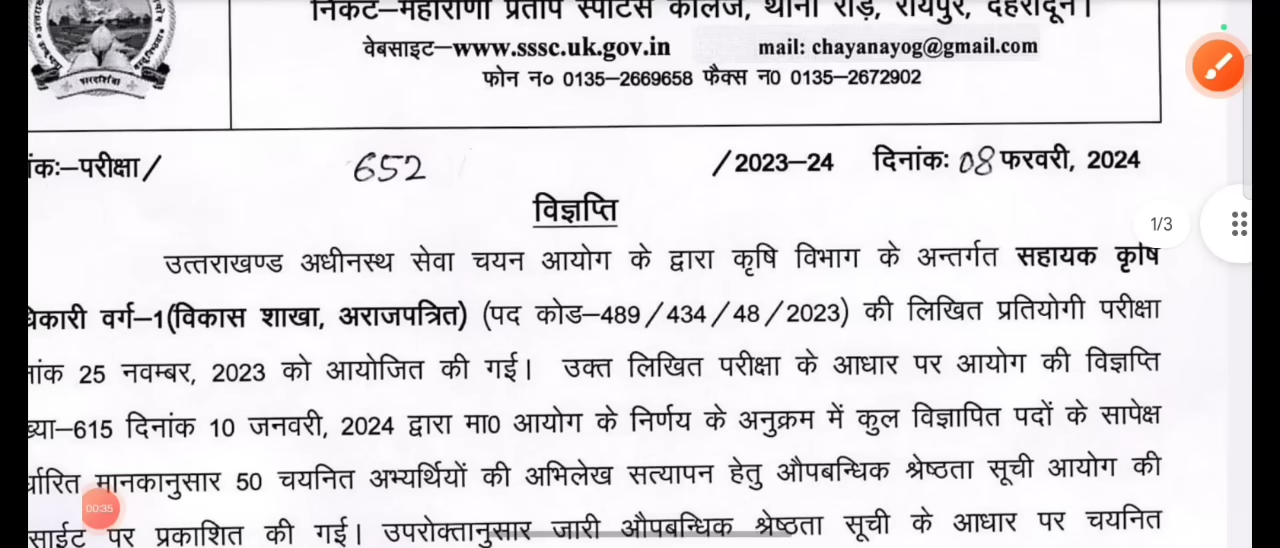 निकट–महाराणा प्रताप स्पोर्टस कॉलेज, थानो रोड़, रायपुर, देहरादून।
वेबसाइट–www.sssc.uk.gov.in mail: chayanayog@gmail.com
फोन न० 0135–2669658 फैक्स न0 0135–2672902
ांकः–परीक्षा/ 652 /2023–24 दिनांकः 08 फरवरी, 2024
विज्ञप्ति
1/3
उत्तराखण्ड अधीनस्थ सेवा चयन आयोग के द्वारा कृषि विभाग के अन्तर्गत सहायक कृषि
धिकारी वर्ग–1(विकास शाखा, अराजपत्रित) (पद कोड–489/434/48/2023) की लिखित प्रतियोगी परीक्षा
नांक 25 नवम्बर, 2023 को आयोजित की गई। उक्त लिखित परीक्षा के आधार पर आयोग की विज्ञप्ति
ख्या–615 दिनांक 10 जनवरी, 2024 द्वारा मा0 आयोग के निर्णय के अनुक्रम में कुल विज्ञापित पदों के सापेक्ष
र्धारित मानकानुसार 50 चयनित अभ्यर्थियों की अभिलेख सत्यापन हेतु औपबन्धिक श्रेष्ठता सूची आयोग की
00:35
साईट पर प्रकाशित की गई। उपरोक्तानुसार जारी औपबन्धिक श्रेष्ठता सूची के आधार पर चयनित